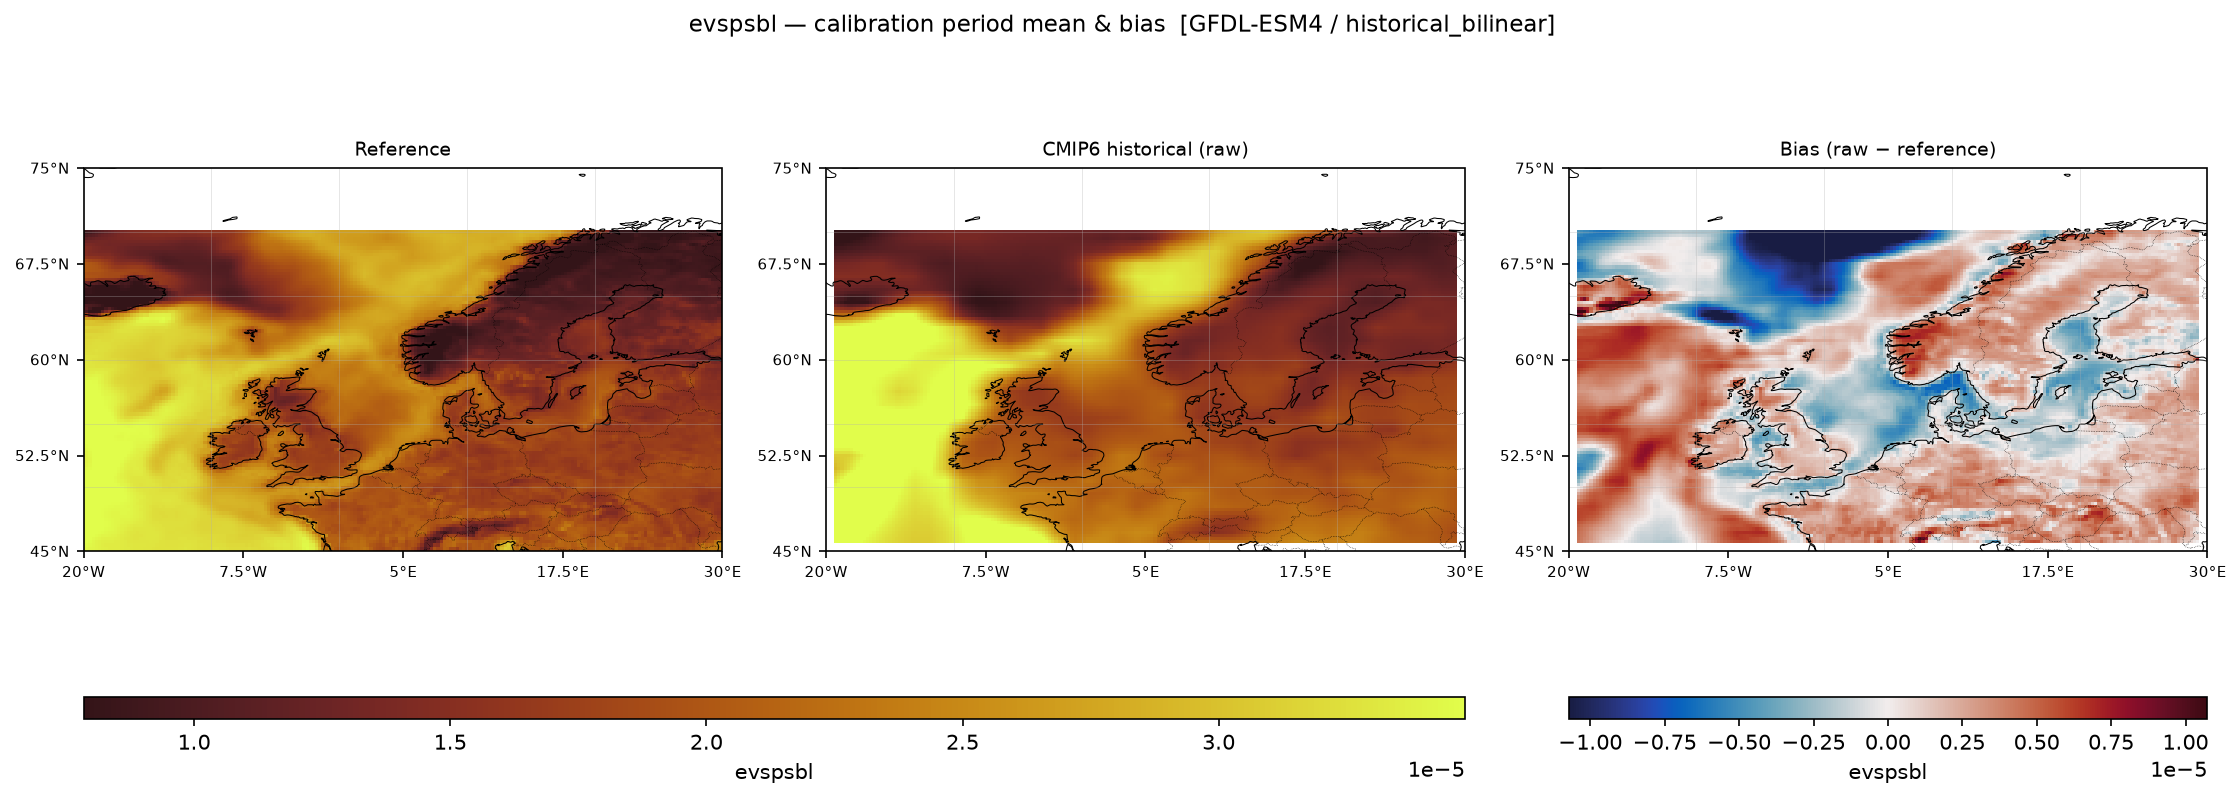 evspsbl — calibration period mean & bias  [GFDL-ESM4 / historical_bilinear]
Reference
75°N
67.5°N
60°N
52.5°N
45°N
20°W 7.5°W 5°E 17.5°E 30°E
CMIP6 historical (raw)
75°N
67.5°N
60°N
52.5°N
45°N
20°W 7.5°W 5°E 17.5°E 30°E
Bias (raw − reference)
75°N
67.5°N
60°N
52.5°N
45°N
20°W 7.5°W 5°E 17.5°E 30°E
1.0 1.5 2.0 2.5 3.0
1e−5
evspsbl
−1.00 −0.75 −0.50 −0.25 0.00 0.25 0.50 0.75 1.00
1e−5
evspsbl